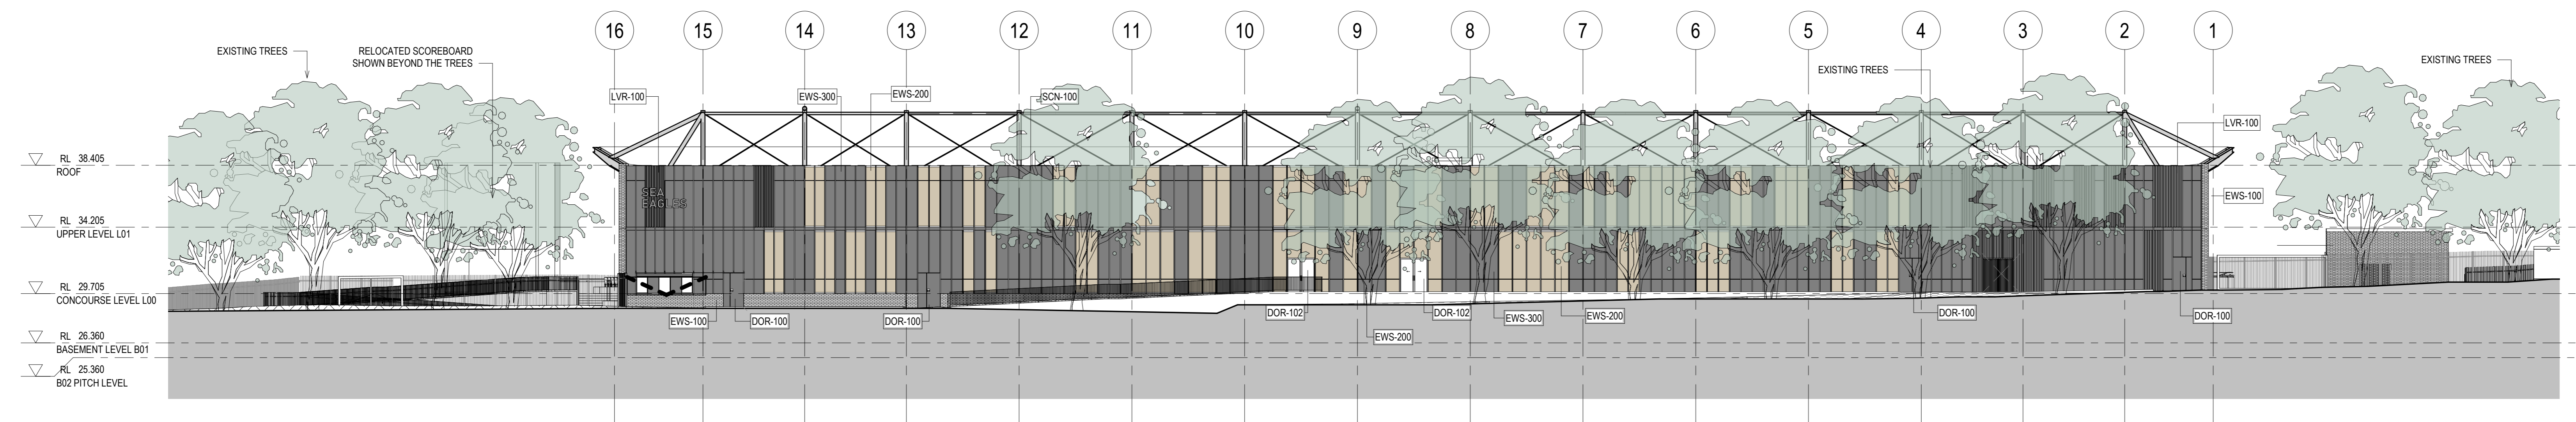 16
15
14
13
12
11
10
9
8
7
6
5
4
3
2
1
EXISTING TREES
RELOCATED SCOREBOARD
SHOWN BEYOND THE TREES
EXISTING TREES
EXISTING TREES
LVR-100
EWS-300
EWS-200
SCN-100
LVR-100
RL 38.405
ROOF
SEA
EAGLES
EWS-100
RL 34.205
UPPER LEVEL L01
RL 29.705
CONCOURSE LEVEL L00
EWS-100
DOR-100
DOR-100
DOR-102
EWS-200
DOR-102
EWS-300
EWS-200
DOR-100
DOR-100
RL 26.360
BASEMENT LEVEL B01
RL 25.360
B02 PITCH LEVEL